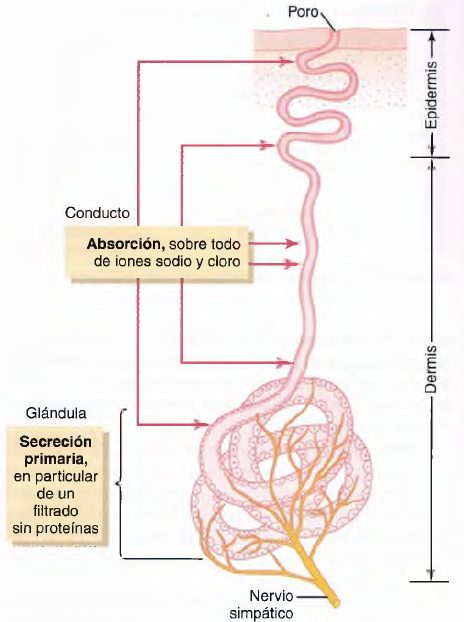 Poro
Epidermis
Conducto
Absorción, sobre todo
de iones sodio y cloro
Dermis
Glándula
Secreción
primaria,
en particular
de un
filtrado
sin proteínas
Nervio
simpático